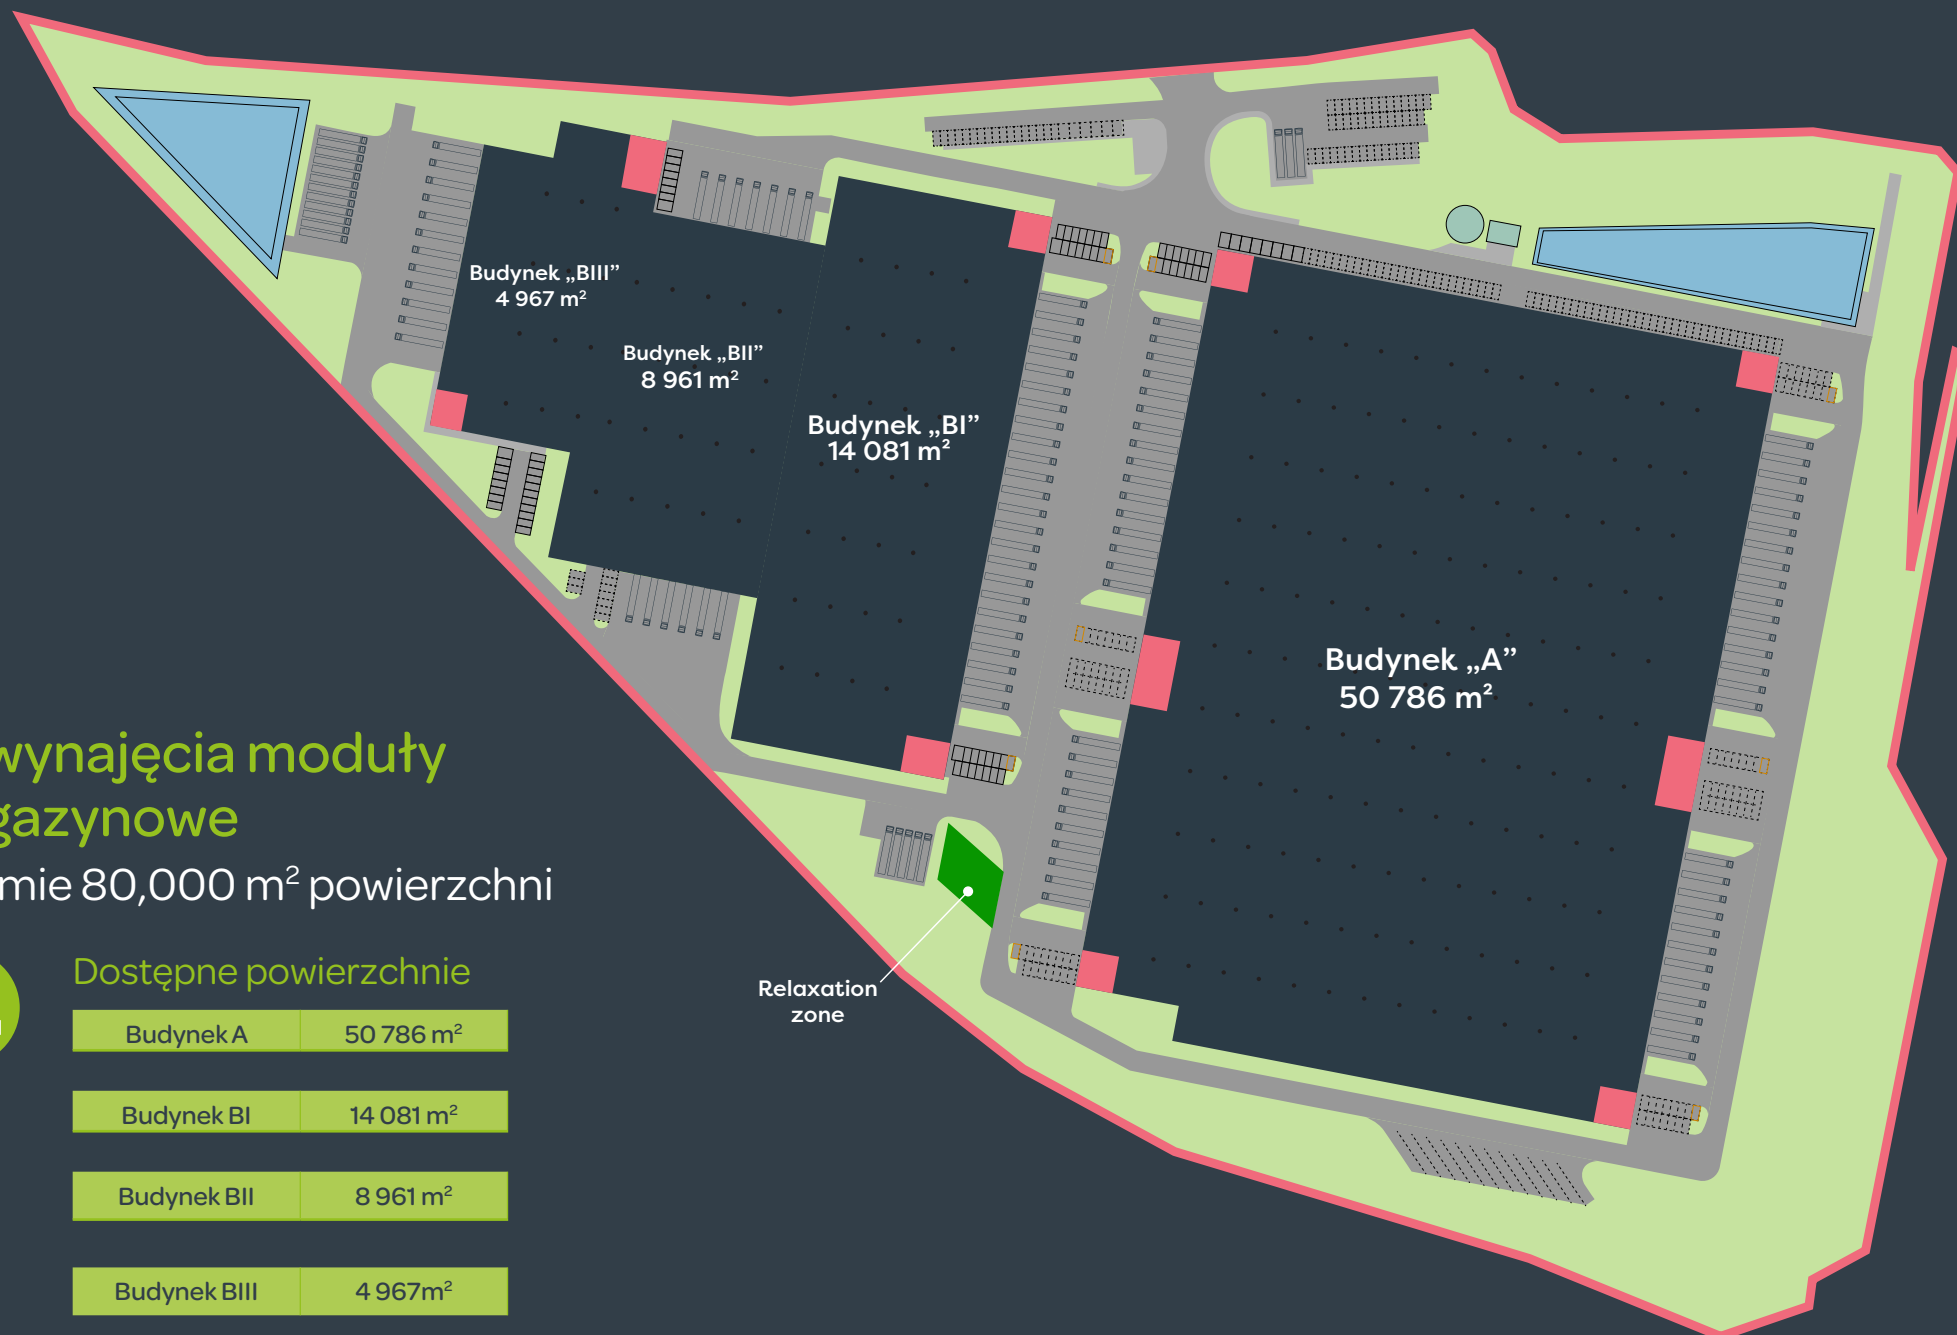 Budynek „BIII”
4 967 m²
Budynek „BII”
8 961 m²
Budynek „BI”
14 081 m²
Budynek „A”
50 786 m²
wynajęcia moduły
gazynowe
mie 80,000 m² powierzchni
Relaxation
zone
Dostępne powierzchnie
Budynek A 50 786 m²
Budynek BI 14 081 m²
Budynek BII 8 961 m²
Budynek BIII 4 967m²